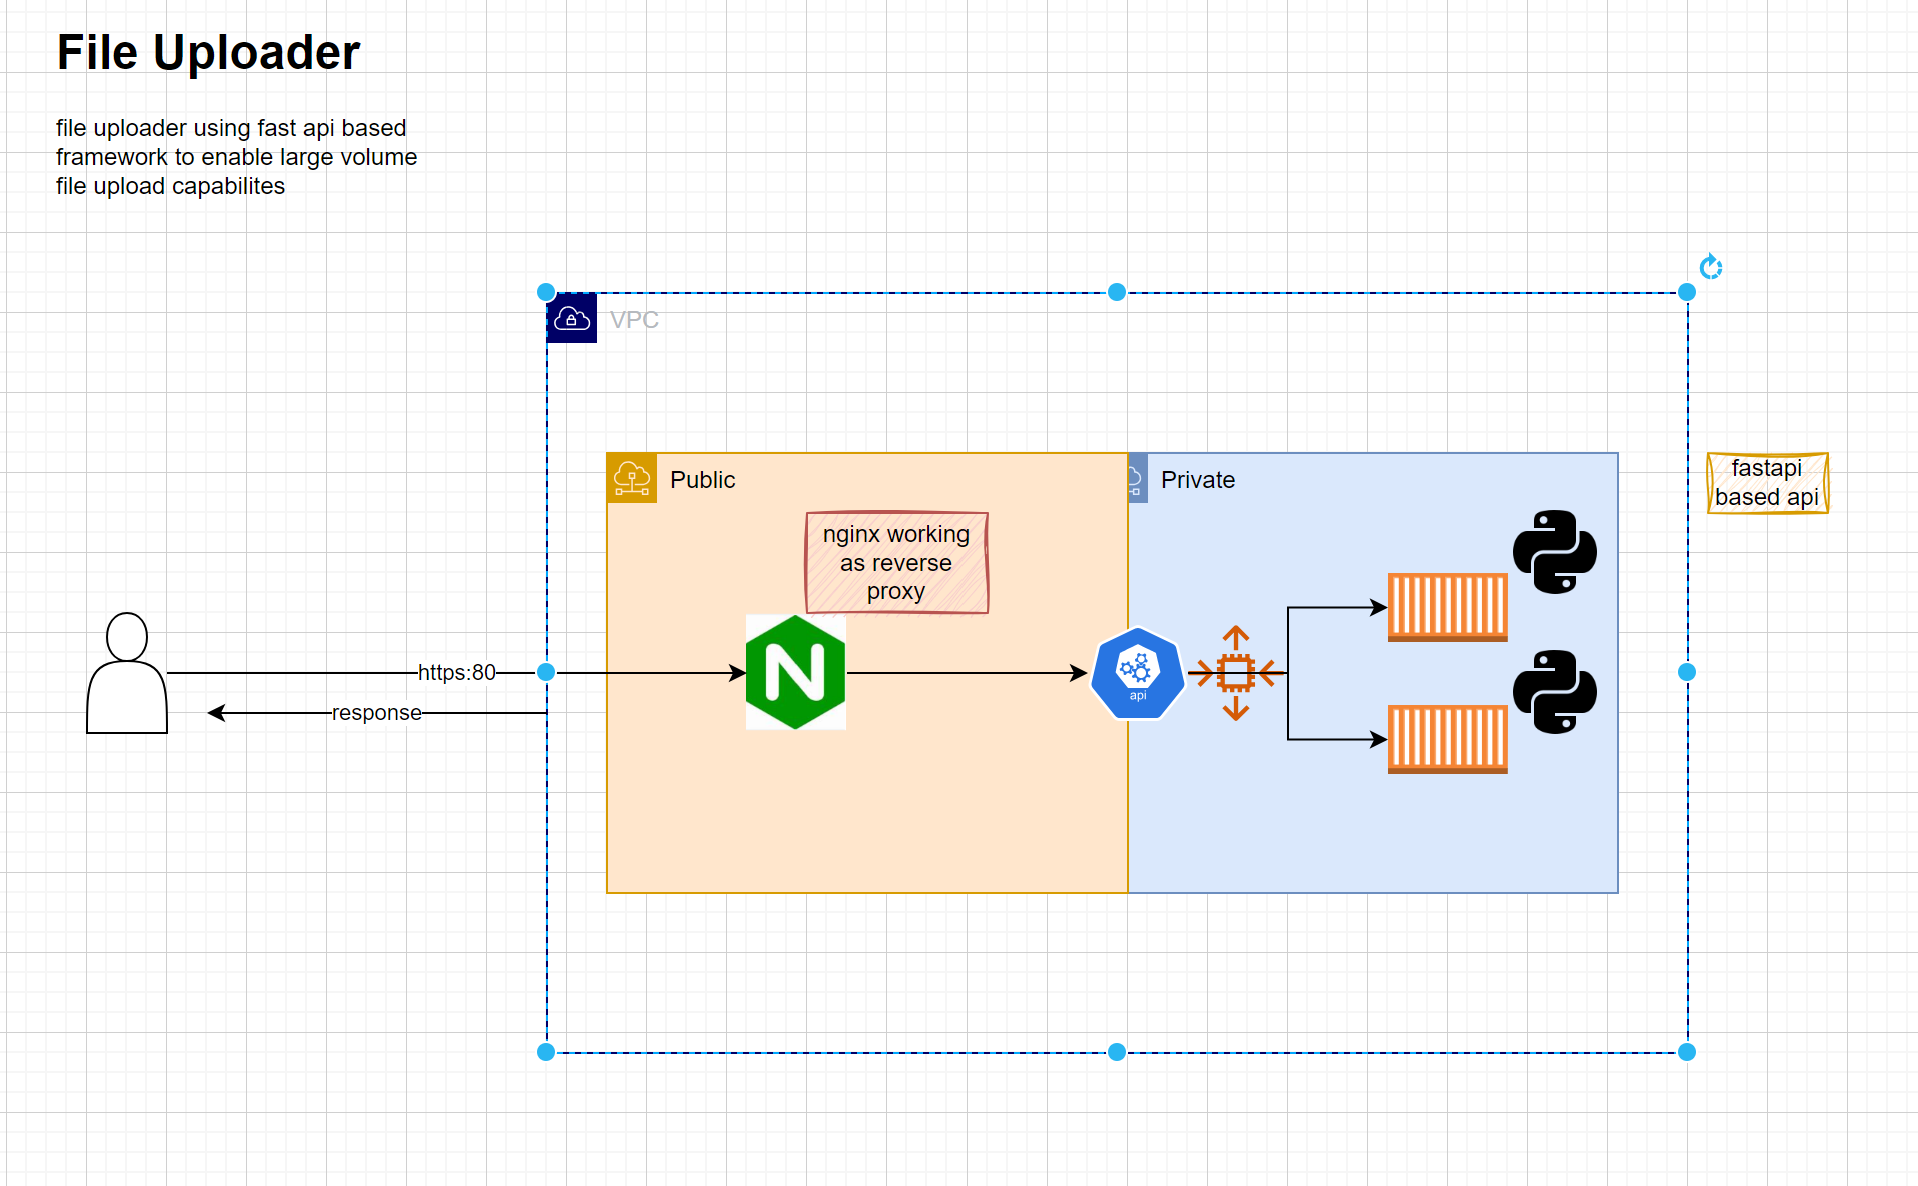 File Uploader
file uploader using fast api based
framework to enable large volume
file upload capabilites
VPC
Public
Private
fastapi
based api
nginx working
as reverse
proxy
N
api
https:80
response